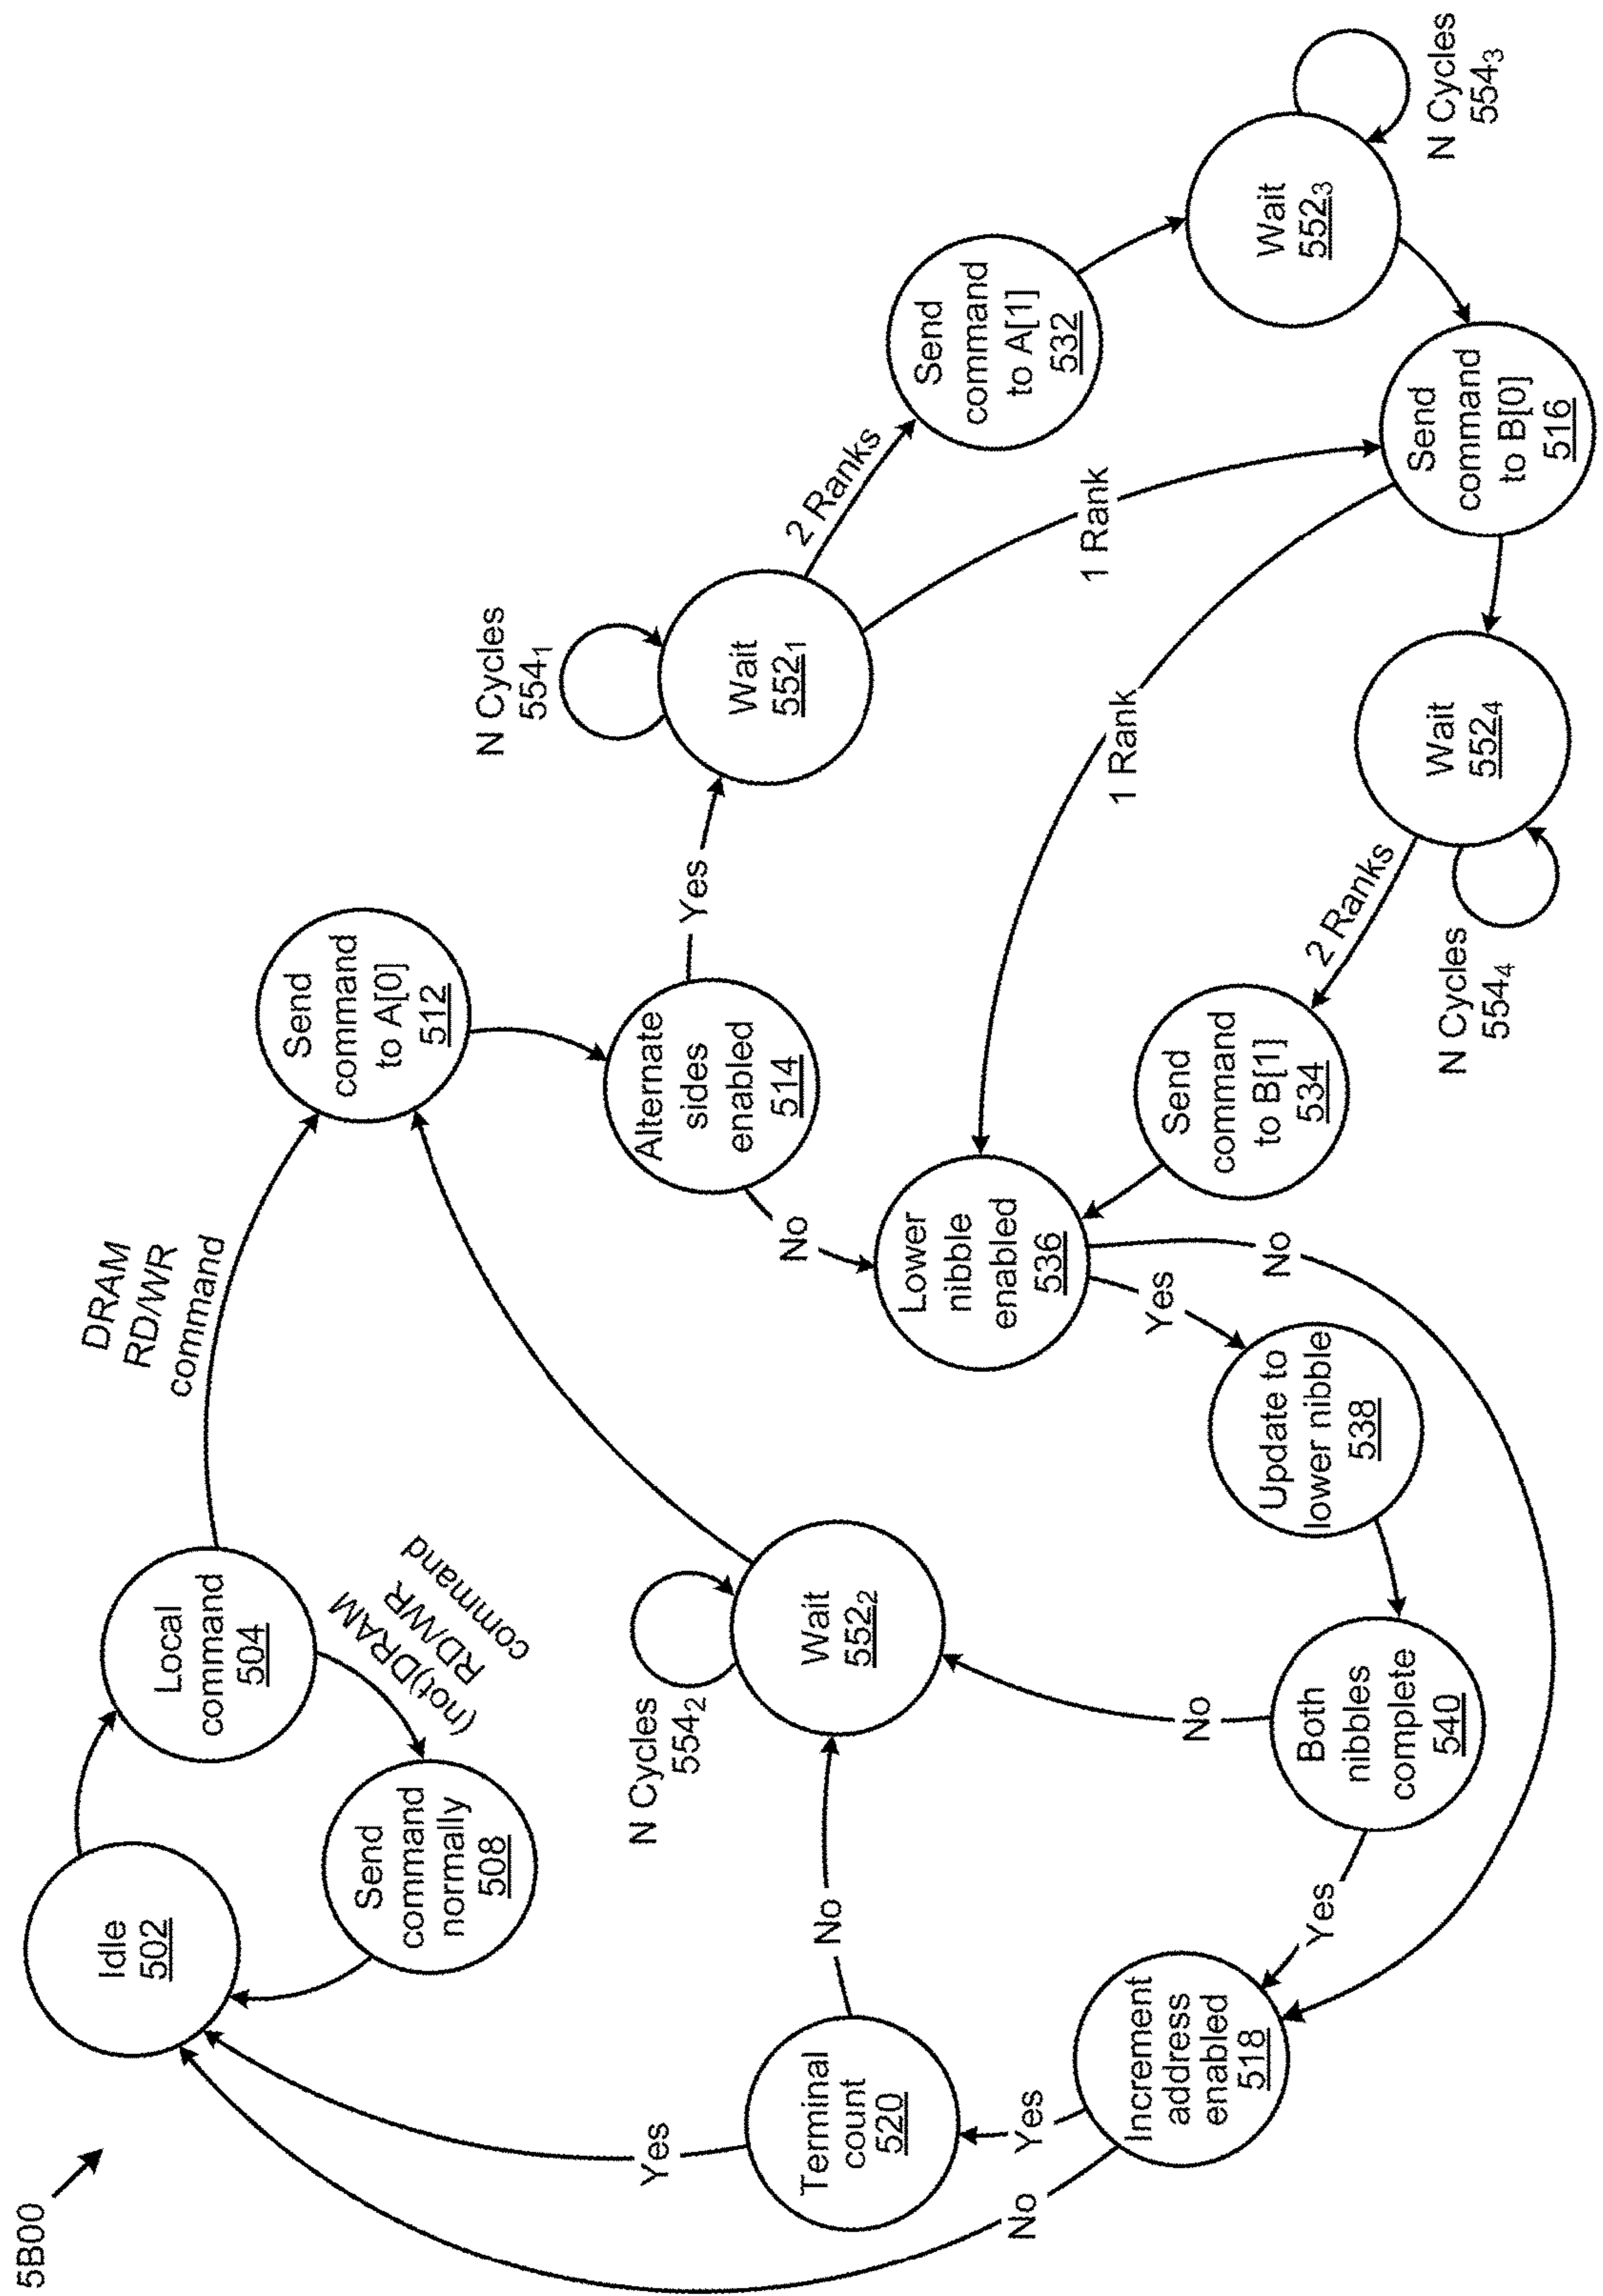 5B00
Idle
502
Local
command
504
DRAM
RD/WR
command
(not)DRAM
RD/WR
command
Send
command
normally
508
Send
command
to A[0]
512
Alternate
sides
enabled
514
Yes
No
N Cycles
554₁
Wait
552₁
2 Ranks
1 Rank
Send
command
to A[1]
532
Wait
552₃
N Cycles
554₃
Send
command
to B[0]
516
1 Rank
Wait
552₄
N Cycles
554₄
2 Ranks
Send
command
to B[1]
534
Lower
nibble
enabled
536
Yes
No
Update to
lower nibble
538
Both
nibbles
complete
540
No
Yes
N Cycles
554₂
Wait
552₂
Increment
address
enabled
518
Yes
No
Terminal
count
520
No
Yes